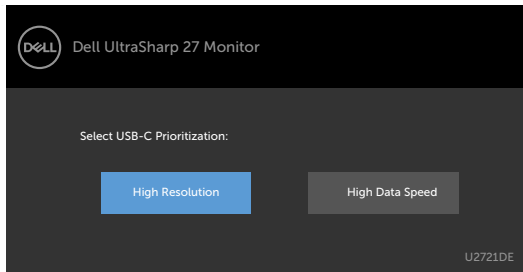 DELL
Dell UltraSharp 27 Monitor
Select USB-C Prioritization:
High Resolution
High Data Speed
U2721DE